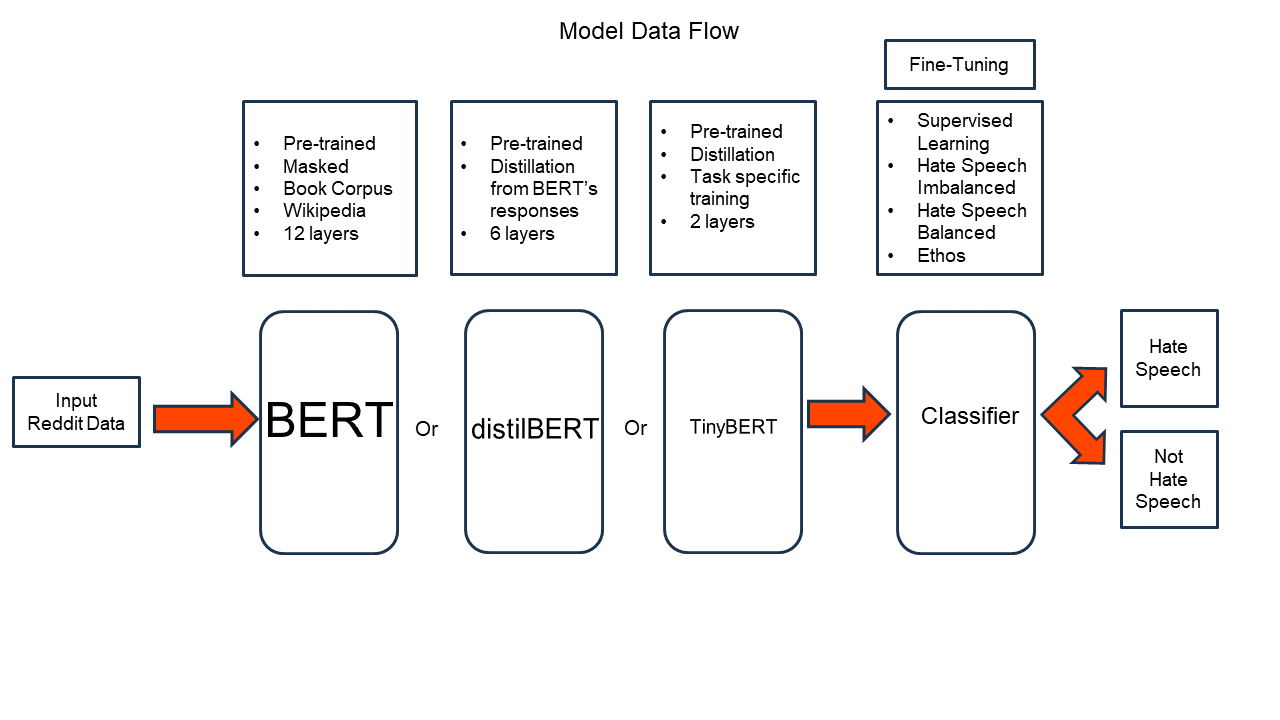 Model Data Flow
Fine-Tuning
• Pre-trained
• Masked
• Book Corpus
• Wikipedia
• 12 layers
• Pre-trained
• Distillation
from BERT's
responses
• 6 layers
• Pre-trained
• Distillation
• Task specific
training
• 2 layers
• Supervised
Learning
• Hate Speech
Imbalanced
• Hate Speech
Balanced
• Ethos
Input
Reddit Data
BERT
Or
distilBERT
Or
TinyBERT
Classifier
Hate
Speech
Not
Hate
Speech